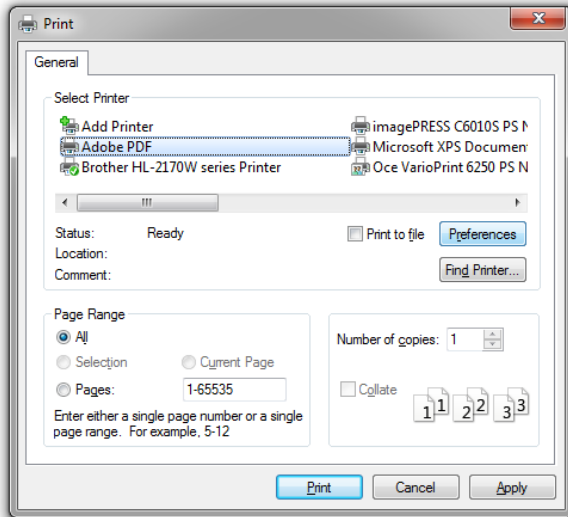 Print
General
Select Printer
Add Printer
Adobe PDF
Brother HL-2170W series Printer
imagePRESS C6010S PS N
Microsoft XPS Documen
Oce VarioPrint 6250 PS N
Status: Ready
Print to file
Preferences
Location:
Comment:
Find Printer...
Page Range
All
Selection
Current Page
Pages: 1-65535
Enter either a single page number or a single
page range. For example, 5-12
Number of copies: 1
Collate
1 1 2 2 3 3
Print
Cancel
Apply